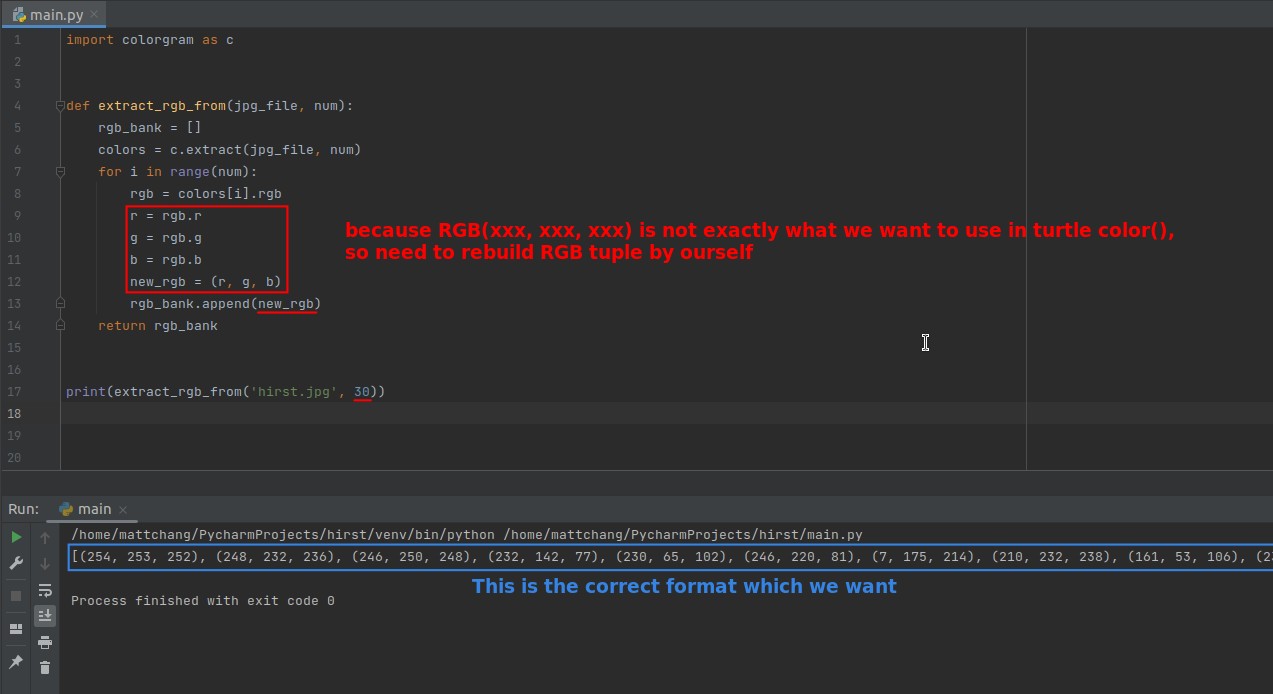 main.py
1 import colorgram as c
2
3
4 def extract_rgb_from(jpg_file, num):
5 rgb_bank = []
6 colors = c.extract(jpg_file, num)
7 for i in range(num):
8 rgb = colors[i].rgb
9 r = rgb.r
10 g = rgb.g
11 b = rgb.b
12 new_rgb = (r, g, b)
13 rgb_bank.append(new_rgb)
14 return rgb_bank
15
16
17 print(extract_rgb_from('hirst.jpg', 30))
18
19
20
because RGB(xxx, xxx, xxx) is not exactly what we want to use in turtle color(),
so need to rebuild RGB tuple by ourself
Run: main
/home/mattchang/PycharmProjects/hirst/venv/bin/python /home/mattchang/PycharmProjects/hirst/main.py
[(254, 253, 252), (248, 232, 236), (246, 250, 248), (232, 142, 77), (230, 65, 102), (246, 220, 81), (7, 175, 214), (210, 232, 238), (161, 53, 106),
This is the correct format which we want
Process finished with exit code 0